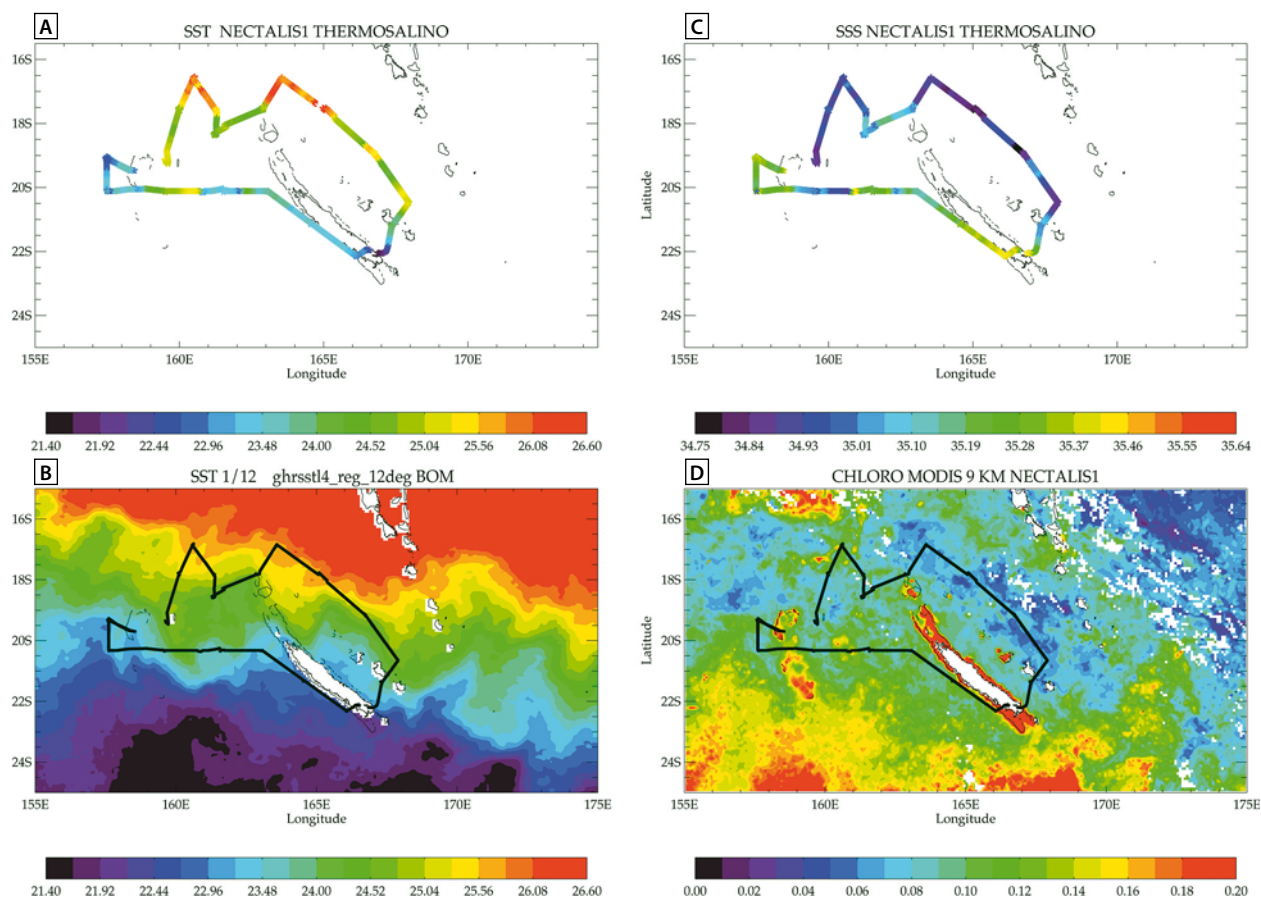 A
SST NECTALIS1 THERMOSALINO
16S
18S
20S
22S
24S
155E 160E 165E 170E
Longitude
21.40 21.92 22.44 22.96 23.48 24.00 24.52 25.04 25.56 26.08 26.60
C
SSS NECTALIS1 THERMOSALINO
Latitude
16S
18S
20S
22S
24S
155E 160E 165E 170E
Longitude
34.75 34.84 34.93 35.01 35.10 35.19 35.28 35.37 35.46 35.55 35.64
B
SST 1/12 ghrsstl4_reg_12deg BOM
16S
18S
20S
22S
24S
155E 160E 165E 170E 175E
Longitude
21.40 21.92 22.44 22.96 23.48 24.00 24.52 25.04 25.56 26.08 26.60
D
CHLORO MODIS 9 KM NECTALIS1
Latitude
16S
18S
20S
22S
24S
155E 160E 165E 170E 175E
Longitude
0.00 0.02 0.04 0.06 0.08 0.10 0.12 0.14 0.16 0.18 0.20